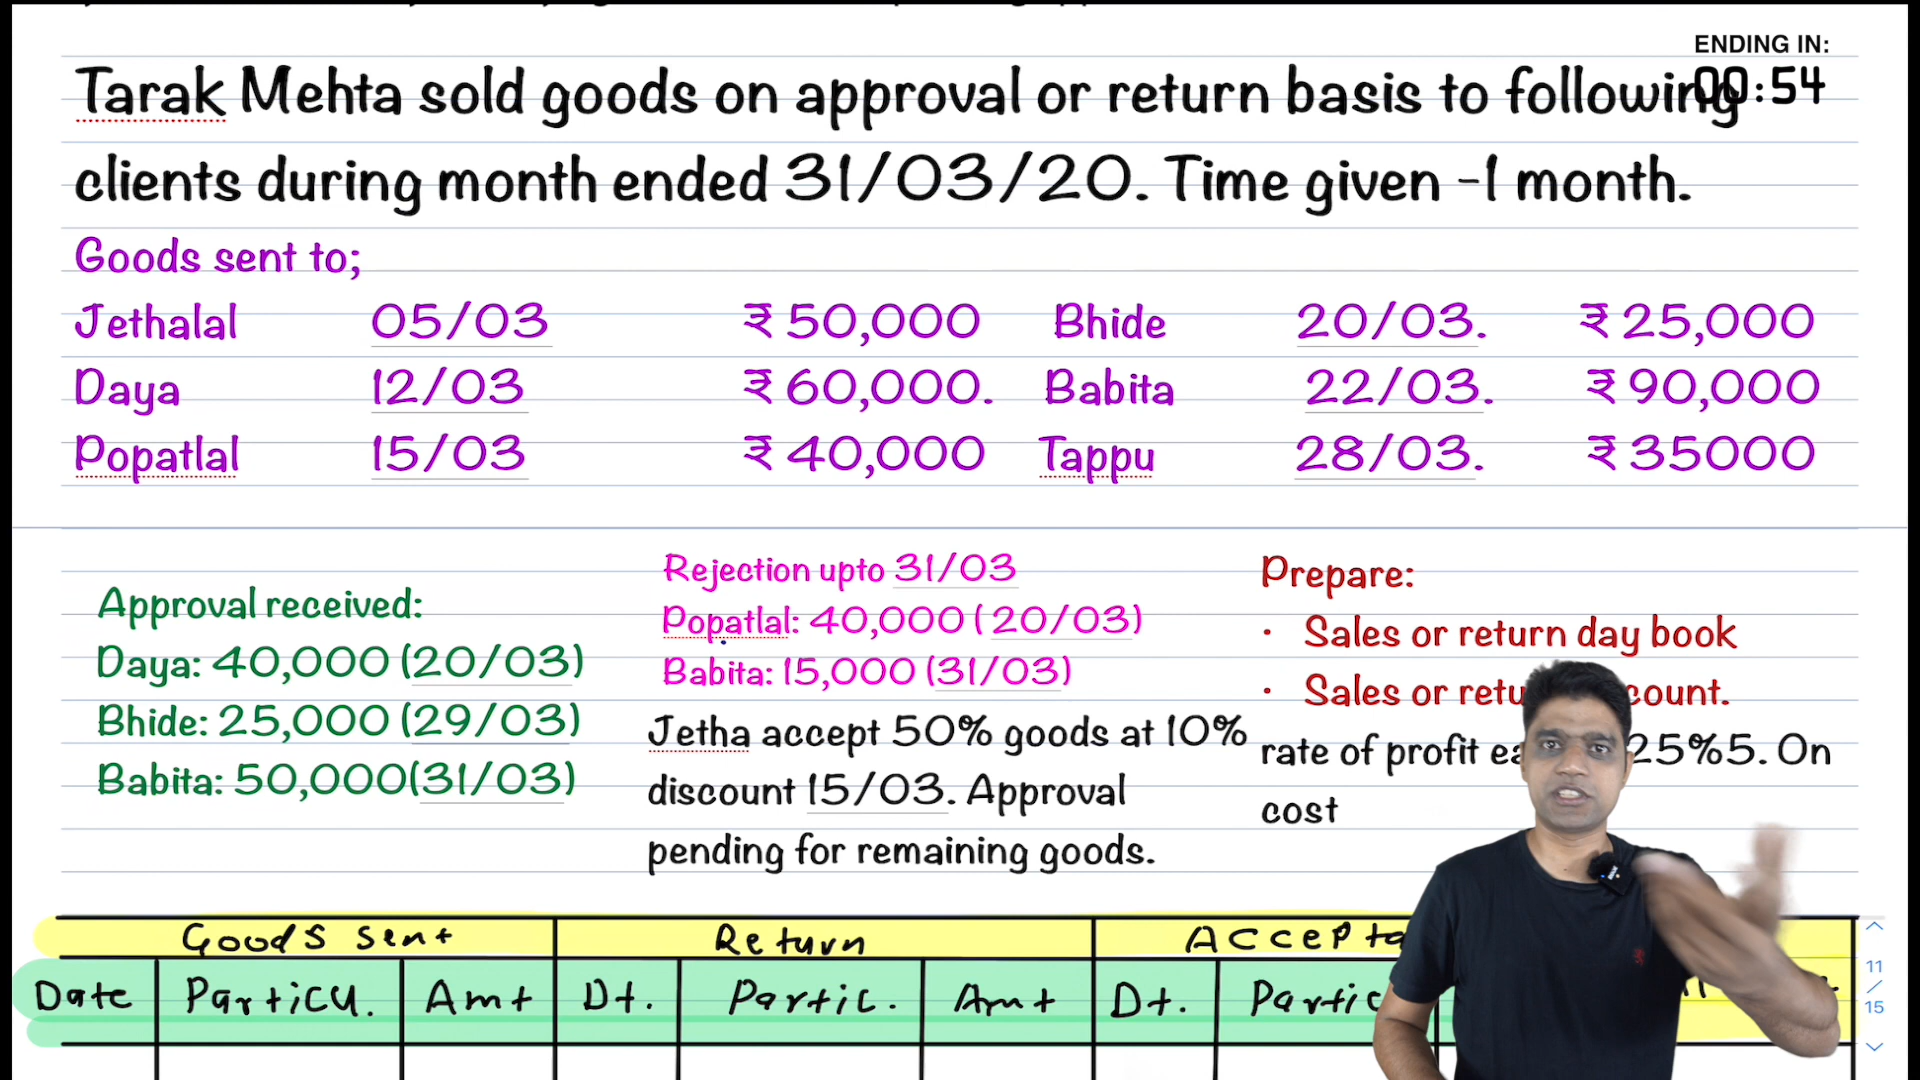 ENDING IN:
00:54
Tarak Mehta sold goods on approval or return basis to following
clients during month ended 31/03/20. Time given -1 month.
Goods sent to;
Jethalal 05/03 ₹ 50,000 Bhide 20/03. ₹ 25,000
Daya 12/03 ₹ 60,000. Babita 22/03. ₹ 90,000
Popatlal 15/03 ₹ 40,000 Tappu 28/03. ₹ 35000
Approval received:
Daya: 40,000 (20/03)
Bhide: 25,000 (29/03)
Babita: 50,000(31/03)
Rejection upto 31/03
Popatlal: 40,000 (20/03)
Babita: 15,000 (31/03)
Jetha accept 50% goods at 10%
discount 15/03. Approval
pending for remaining goods.
Prepare:
• Sales or return day book
• Sales or retu count.
rate of profit ea 25%5. On
cost
Goods sent Return Accepta
Date Particu. Amt Dt. Partic. Amt Dt. Partic
11
/
15